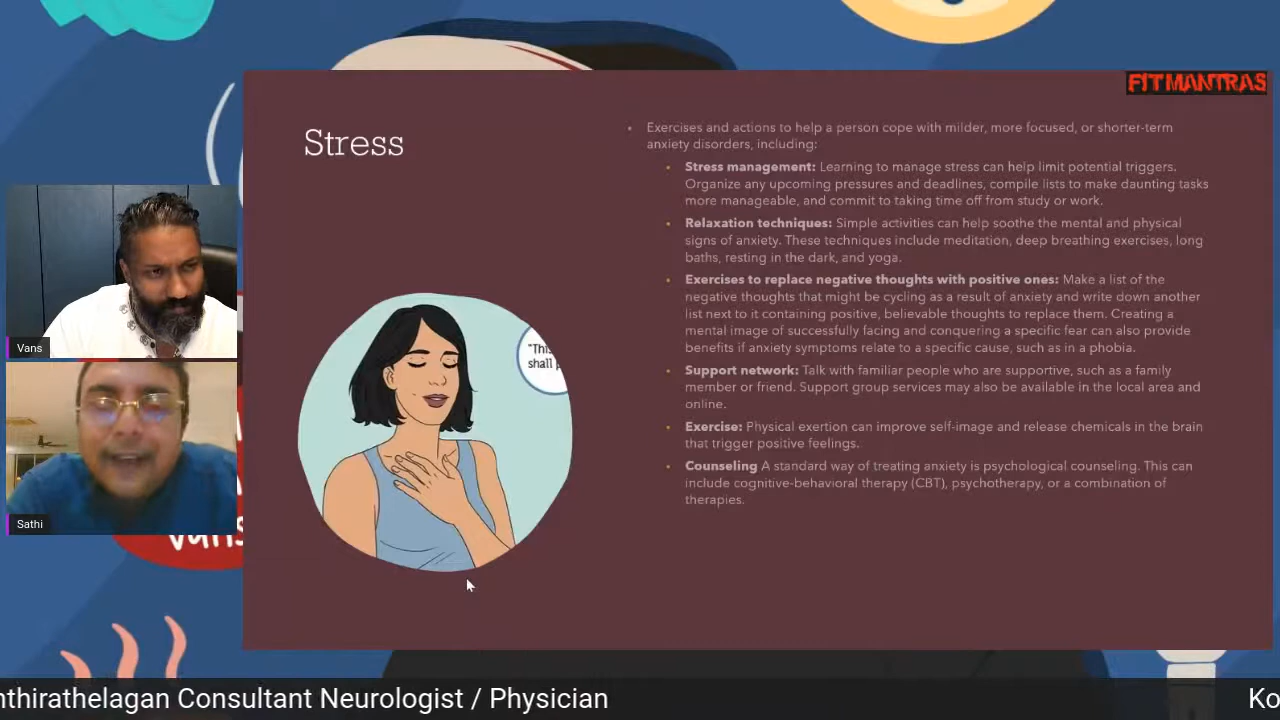 FITMANTRAS
Stress
Exercises and actions to help a person cope with milder, more focused, or shorter-term
anxiety disorders, including:
Stress management: Learning to manage stress can help limit potential triggers.
Organize any upcoming pressures and deadlines, compile lists to make daunting tasks
more manageable, and commit to taking time off from study or work.
Relaxation techniques: Simple activities can help soothe the mental and physical
signs of anxiety. These techniques include meditation, deep breathing exercises, long
baths, resting in the dark, and yoga.
Exercises to replace negative thoughts with positive ones: Make a list of the
negative thoughts that might be cycling as a result of anxiety and write down another
list next to it containing positive, believable thoughts to replace them. Creating a
mental image of successfully facing and conquering a specific fear can also provide
benefits if anxiety symptoms relate to a specific cause, such as in a phobia.
Support network: Talk with familiar people who are supportive, such as a family
member or friend. Support group services may also be available in the local area and
online.
Exercise: Physical exertion can improve self-image and release chemicals in the brain
that trigger positive feelings.
Counseling A standard way of treating anxiety is psychological counseling. This can
include cognitive-behavioral therapy (CBT), psychotherapy, or a combination of
therapies.
"This
shall
Vans
Sathi
Vans
nthirathelagan Consultant Neurologist / Physician
Ko